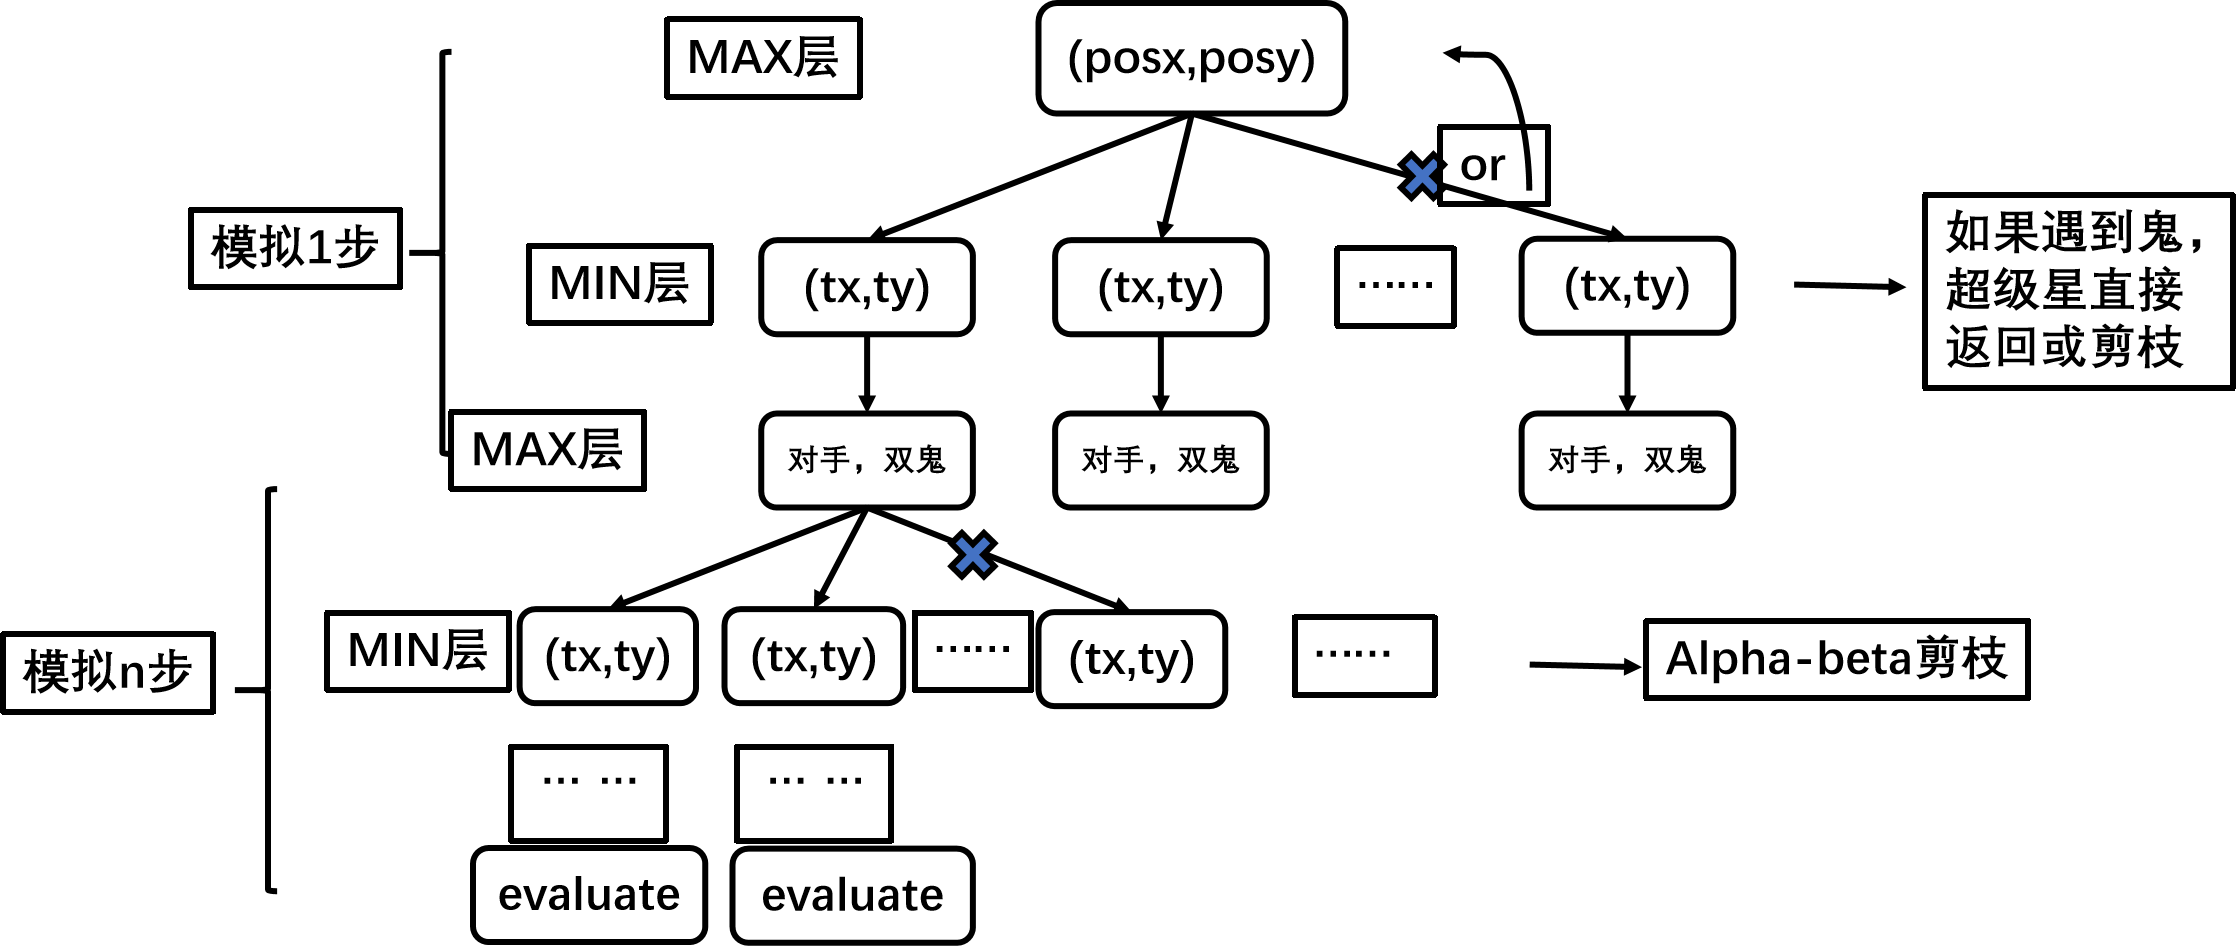 MAX层
(posx,posy)
or
模拟1步
MIN层
(tx,ty)
(tx,ty)
……
(tx,ty)
如果遇到鬼，
超级星直接
返回或剪枝
MAX层
对手，双鬼
对手，双鬼
对手，双鬼
模拟n步
MIN层
(tx,ty)
(tx,ty)
……
(tx,ty)
……
Alpha-beta剪枝
… …
… …
evaluate
evaluate